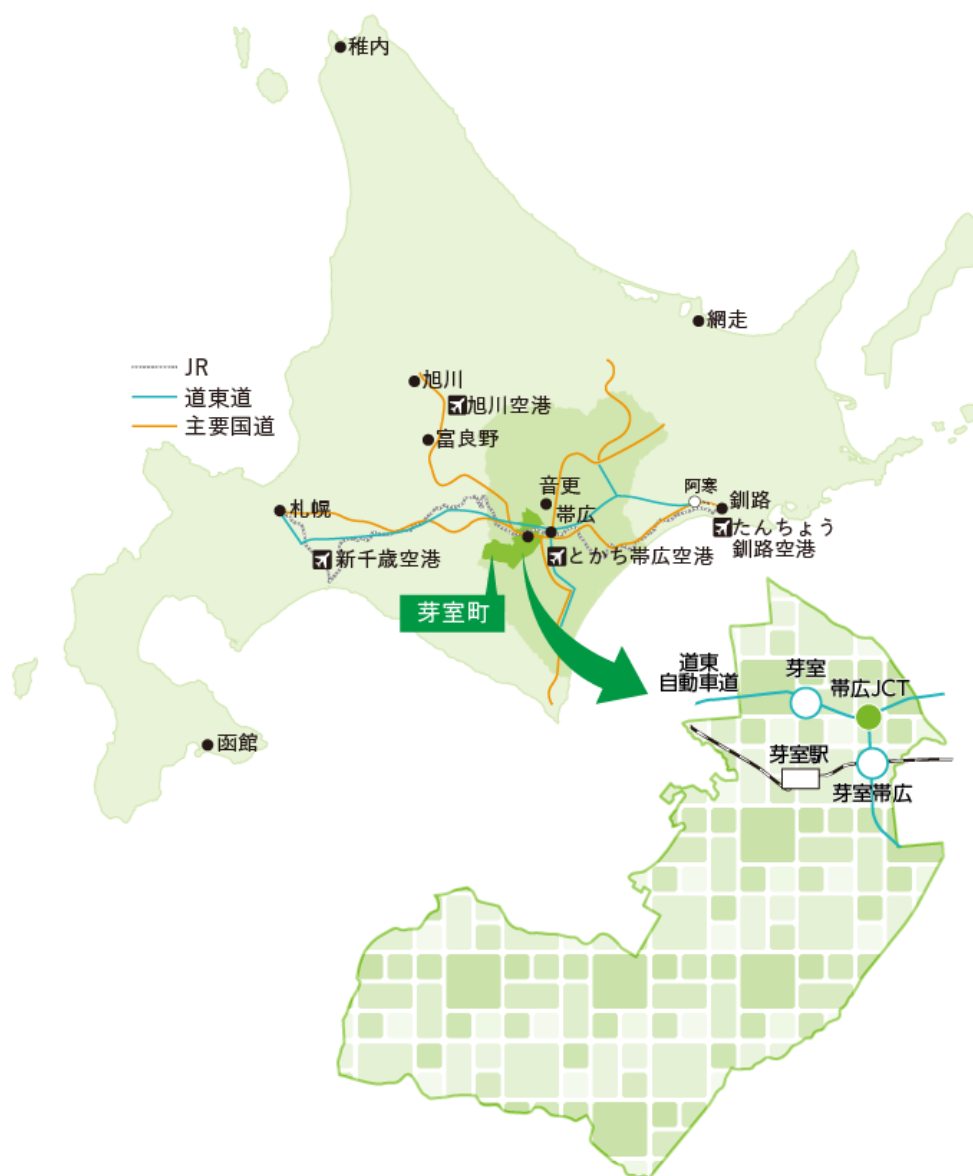 稚内
網走
JR
道東道
主要国道
旭川
旭川空港
富良野
音更
帯広
阿寒
釧路
札幌
新千歳空港
とかち帯広空港
たんちょう
釧路空港
芽室町
函館
道東
自動車道
芽室
帯広JCT
芽室駅
芽室帯広